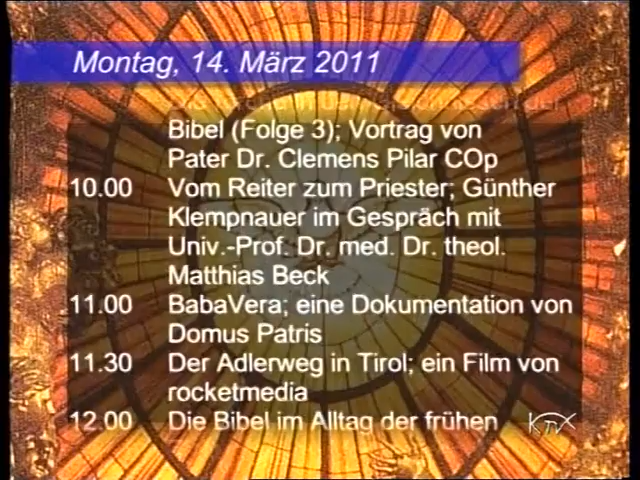 Montag, 14. März 2011
Bibel (Folge 3); Vortrag von
Pater Dr. Clemens Pilar COp
10.00 Vom Reiter zum Priester; Günther
Klempnauer im Gespräch mit
Univ.-Prof. Dr. med. Dr. theol.
Matthias Beck
11.00 BabaVera; eine Dokumentation von
Domus Patris
11.30 Der Adlerweg in Tirol; ein Film von
rocketmedia
12.00 Die Bibel im Alltag der frühen
KTV